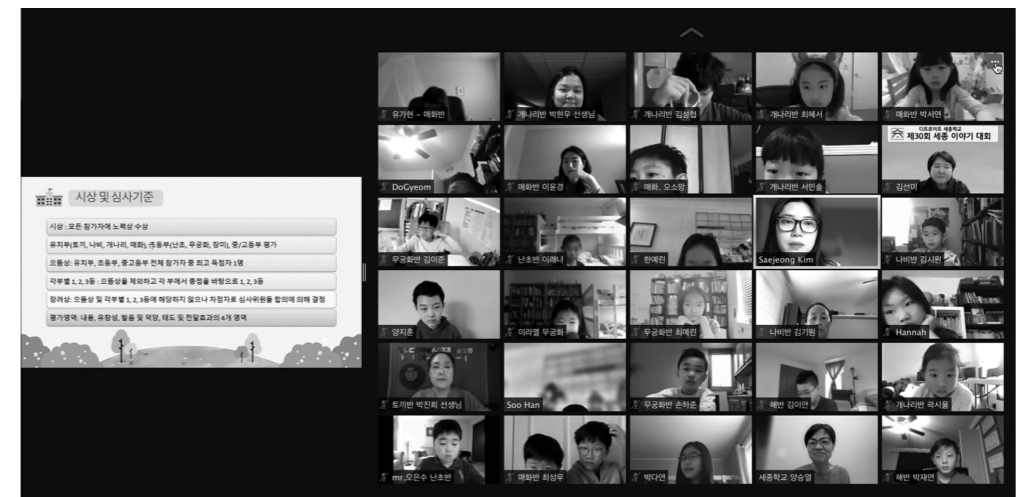 시상 및 심사기준
시상 : 모든 참가자에 노력상 수상
유치부(토끼, 나비, 개나리, 매화), 초등부(난초, 무궁화, 장미), 중/고등부 평가
으뜸상: 유치부, 초등부, 중고등부 전체 참가자 중 최고 득점자 1명
각부별 1, 2, 3등 : 으뜸상을 제외하고 각 부에서 총점을 바탕으로 1, 2, 3등
장려상: 으뜸상 및 각부별 1, 2, 3등에 해당하지 않으나 차점자로 심사위원들 합의에 의해 결정
평가영역: 내용, 유창성, 발음 및 억양, 태도 및 전달효과의 4개 영역
유가현 - 매화반
개나리반 박현우 선생님
개나리반 김성협
개나리반 최혜서
매화반 박서연
DoGyeom
매화반 이윤경
매화, 오소망
개나리반 서민솔
디트로이트 세종학교
제30회 세종 이야기 대회
김선미
무궁화반 김이준
난초반 이래나
한예린
Saejeong Kim
나비반 김시원
양지훈
이라엘 무궁화
무궁화반 최예린
나비반 김기원
Hannah
토끼반 박진희 선생님
Soo Han
무궁화반 손하준
해반 김이안
개나리반 곽시율
mr.오은수 난초반
매화반 최성우
박다연
세종학교 양승열
해반 박재언